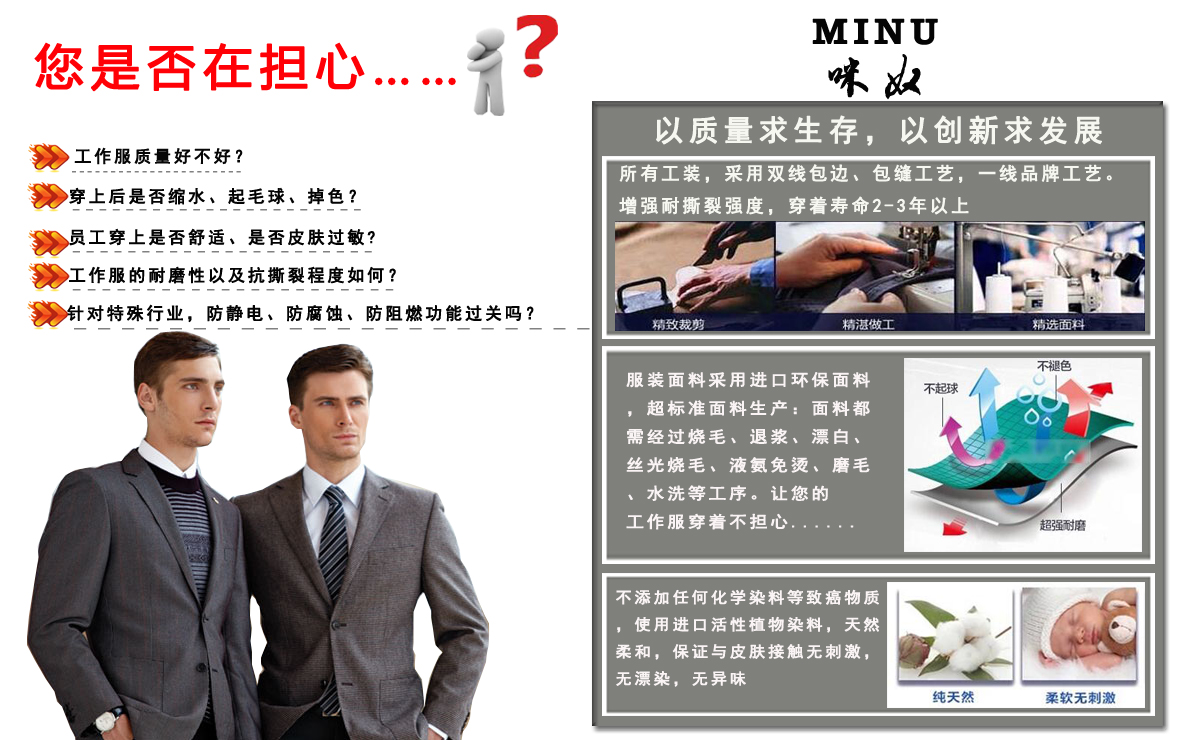 您是否在担心……
?
工作服质量好不好?
穿上后是否缩水、起毛球、掉色?
员工穿上是否舒适、是否皮肤过敏?
工作服的耐磨性以及抗撕裂程度如何?
针对特殊行业，防静电、防腐蚀、防阻燃功能过关吗?
MINU
咪奴
以质量求生存，以创新求发展
所有工装，采用双线包边、包缝工艺，一线品牌工艺。
增强耐撕裂强度，穿着寿命2-3年以上
精致裁剪
精湛做工
精选面料
服装面料采用进口环保面料
，超标准面料生产：面料都
需经过烧毛、退浆、漂白、
丝光烧毛、液氨免烫、磨毛
、水洗等工序。让您的
工作服穿着不担心......
不褪色
不起球
超强耐磨
不添加任何化学染料等致癌物质
，使用进口活性植物染料，天然
柔和，保证与皮肤接触无刺激，
无漂染，无异味
纯天然
柔软无刺激